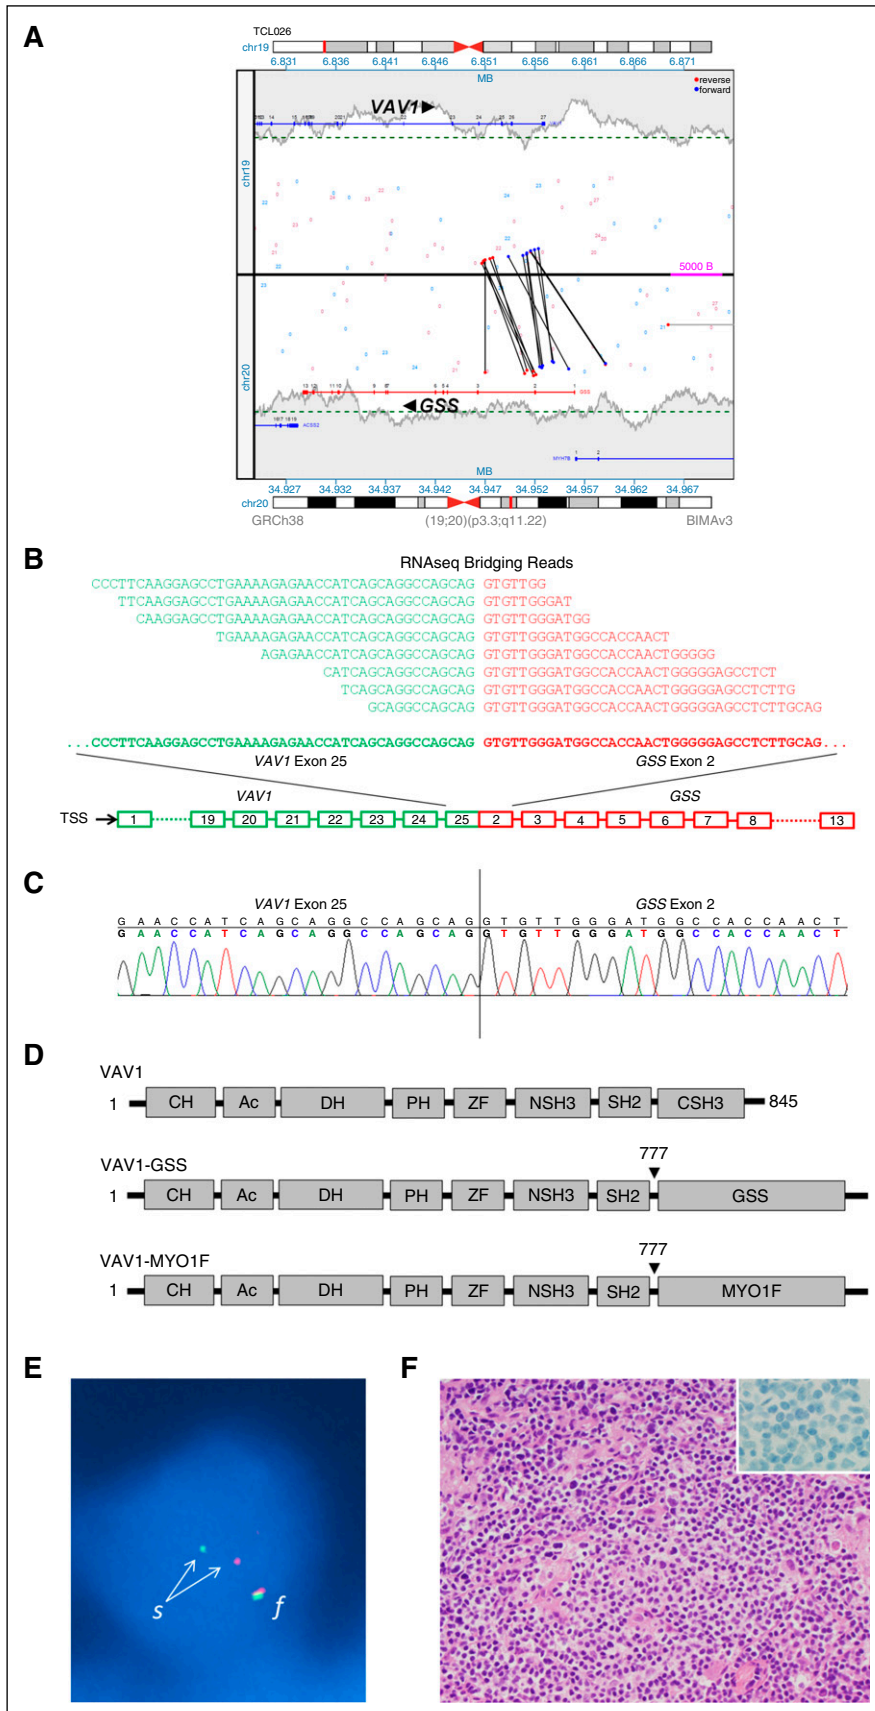 A
TCL026
chr19
6.831 6.836 6.841 6.846 6.851 6.856 6.861 6.866 6.871
MB
reverse
forward
VAV1
chr19
5000 B
chr20
GSS
GSS
ACSS2
MYH7B
MB
34.927 34.932 34.937 34.942 34.947 34.952 34.957 34.962 34.967
chr20
GRCh38 (19;20)(p3.3;q11.22) BIMAv3
B
RNAseq Bridging Reads
CCCTTCAAGGAGCCTGAAAAGAGAACCATCAGCAGGCCAGCAG GTGTTGG
TTCAAGGAGCCTGAAAAGAGAACCATCAGCAGGCCAGCAG GTGTTGGGAT
CAAGGAGCCTGAAAAGAGAACCATCAGCAGGCCAGCAG GTGTTGGGATGG
TGAAAAGAGAACCATCAGCAGGCCAGCAG GTGTTGGGATGGCCACCAACT
AGAGAACCATCAGCAGGCCAGCAG GTGTTGGGATGGCCACCAACTGGGGG
CATCAGCAGGCCAGCAG GTGTTGGGATGGCCACCAACTGGGGGAGCCTCT
TCAGCAGGCCAGCAG GTGTTGGGATGGCCACCAACTGGGGGAGCCTCTTG
GCAGGCCAGCAG GTGTTGGGATGGCCACCAACTGGGGGAGCCTCTTGCAG
...CCCTTCAAGGAGCCTGAAAAGAGAACCATCAGCAGGCCAGCAG GTGTTGGGATGGCCACCAACTGGGGGAGCCTCTTGCAG...
VAV1 Exon 25 GSS Exon 2
VAV1 GSS
TSS 1 19 20 21 22 23 24 25 2 3 4 5 6 7 8 13
C
VAV1 Exon 25 GSS Exon 2
G A A C C A T C A G C A G G C C A G C A G G T G T T G G G A T G G C C A C C A A C T
G A A C C A T C A G C A G G C C A G C A G G T G T T G G G A T G G C C A C C A A C T
D
VAV1
1 CH Ac DH PH ZF NSH3 SH2 CSH3 845
777
VAV1-GSS
1 CH Ac DH PH ZF NSH3 SH2 GSS
777
VAV1-MYO1F
1 CH Ac DH PH ZF NSH3 SH2 MYO1F
E
s
f
F